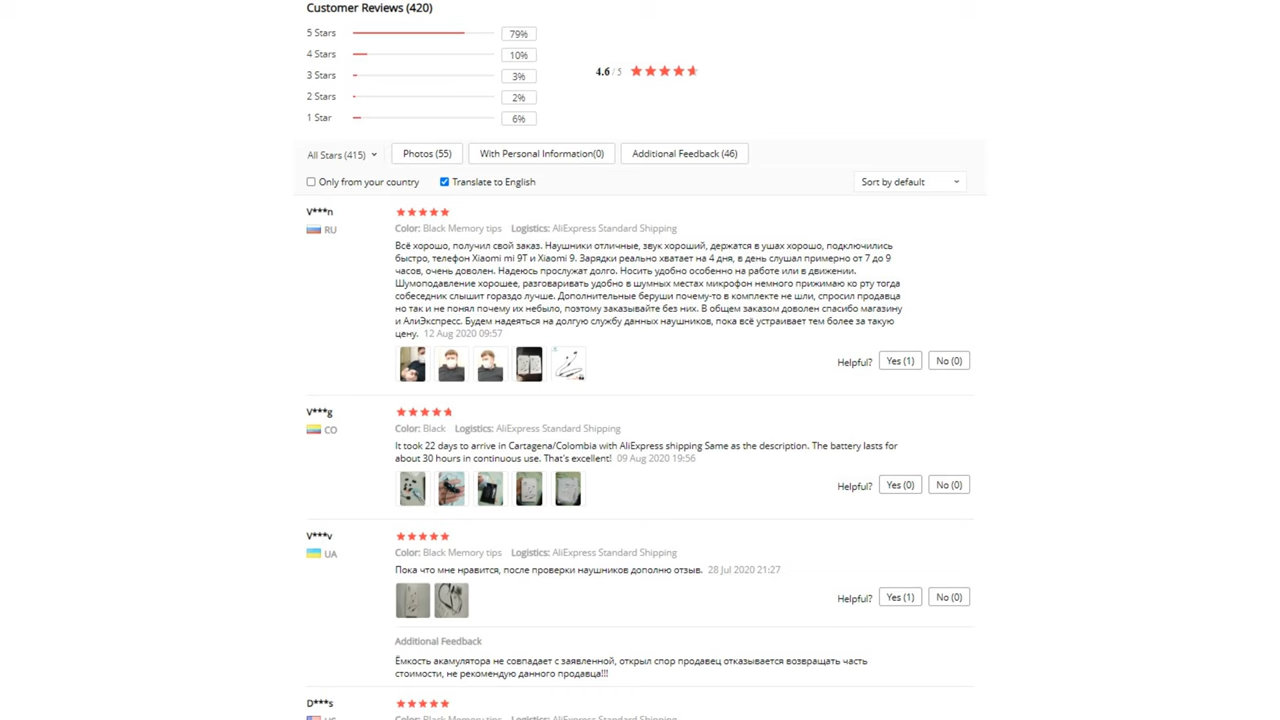 Customer Reviews (420)
5 Stars 79%
4 Stars 10%
3 Stars 3%
2 Stars 2%
1 Star 6%
4.6 / 5
All Stars (415) Photos (55) With Personal Information(0) Additional Feedback (46)
Only from your country Translate to English Sort by default
V***n
RU
Color: Black Memory tips Logistics: AliExpress Standard Shipping
Всё хорошо, получил свой заказ. Наушники отличные, звук хороший, держатся в ушах хорошо, подключились
быстро, телефон Xiaomi mi 9T и Xiaomi 9. Зарядки реально хватает на 4 дня, в день слушал примерно от 7 до 9
часов, очень доволен. Надеюсь прослужат долго. Носить удобно особенно на работе или в движении.
Шумоподавление хорошее, разговаривать удобно в шумных местах микрофон немного прижимаю ко рту тогда
собеседник слышит гораздо лучше. Дополнительные беруши почему-то в комплекте не шли, спросил продавца
но так и не понял почему их небыло, поэтому заказывайте без них. В общем заказом доволен спасибо магазину
и АлиЭкспресс. Будем надеяться на долгую службу данных наушников, пока всё устраивает тем более за такую
цену. 12 Aug 2020 09:57
Helpful? Yes (1) No (0)
V***g
CO
Color: Black Logistics: AliExpress Standard Shipping
It took 22 days to arrive in Cartagena/Colombia with AliExpress shipping Same as the description. The battery lasts for
about 30 hours in continuous use. That's excellent! 09 Aug 2020 19:56
Helpful? Yes (0) No (0)
V***v
UA
Color: Black Memory tips Logistics: AliExpress Standard Shipping
Пока что мне нравится, после проверки наушников дополню отзыв. 28 Jul 2020 21:27
Helpful? Yes (1) No (0)
Additional Feedback
Ёмкость акамулятора не совпадает с заявленной, открыл спор продавец отказывается возвращать часть
стоимости, не рекомендую данного продавца!!!
D***s
Color: Black Memory tips Logistics: AliExpress Standard Shipping